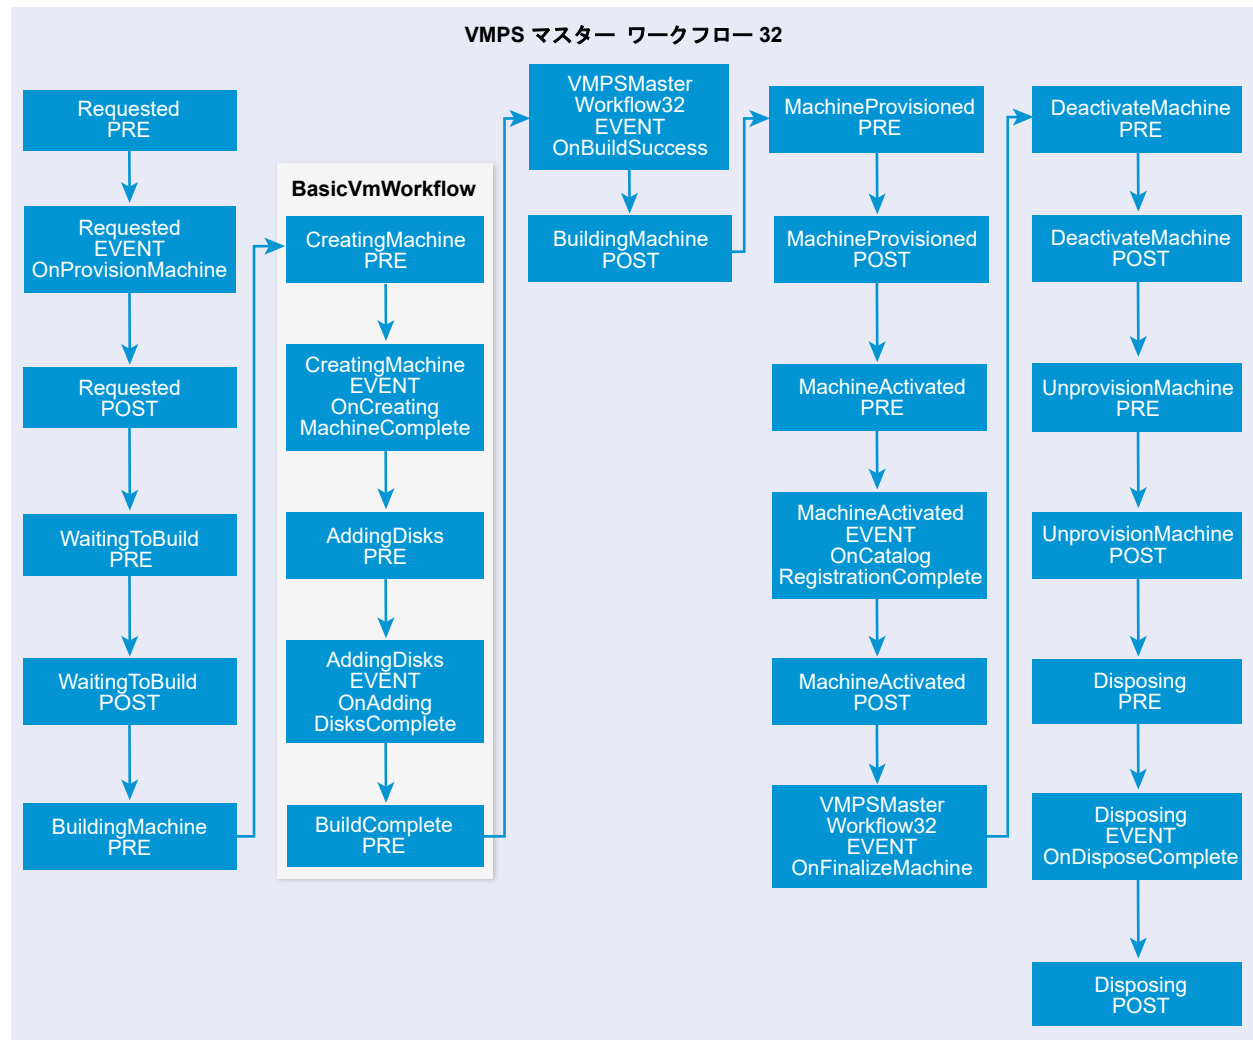 VMPS マスター ワークフロー 32
Requested
PRE
Requested
EVENT
OnProvisionMachine
Requested
POST
WaitingToBuild
PRE
WaitingToBuild
POST
BuildingMachine
PRE
BasicVmWorkflow
CreatingMachine
PRE
CreatingMachine
EVENT
OnCreating
MachineComplete
AddingDisks
PRE
AddingDisks
EVENT
OnAdding
DisksComplete
BuildComplete
PRE
VMPSMaster
Workflow32
EVENT
OnBuildSuccess
BuildingMachine
POST
MachineProvisioned
PRE
MachineProvisioned
POST
MachineActivated
PRE
MachineActivated
EVENT
OnCatalog
RegistrationComplete
MachineActivated
POST
VMPSMaster
Workflow32
EVENT
OnFinalizeMachine
DeactivateMachine
PRE
DeactivateMachine
POST
UnprovisionMachine
PRE
UnprovisionMachine
POST
Disposing
PRE
Disposing
EVENT
OnDisposeComplete
Disposing
POST